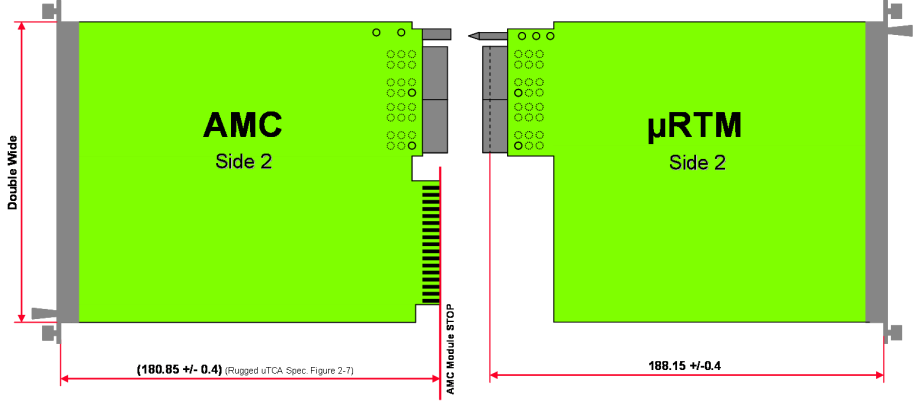 AMC
Side 2
µRTM
Side 2
Double Wide
AMC Module STOP
(180.85 +/- 0.4) (Rugged uTCA Spec. Figure 2-7)
188.15 +/-0.4